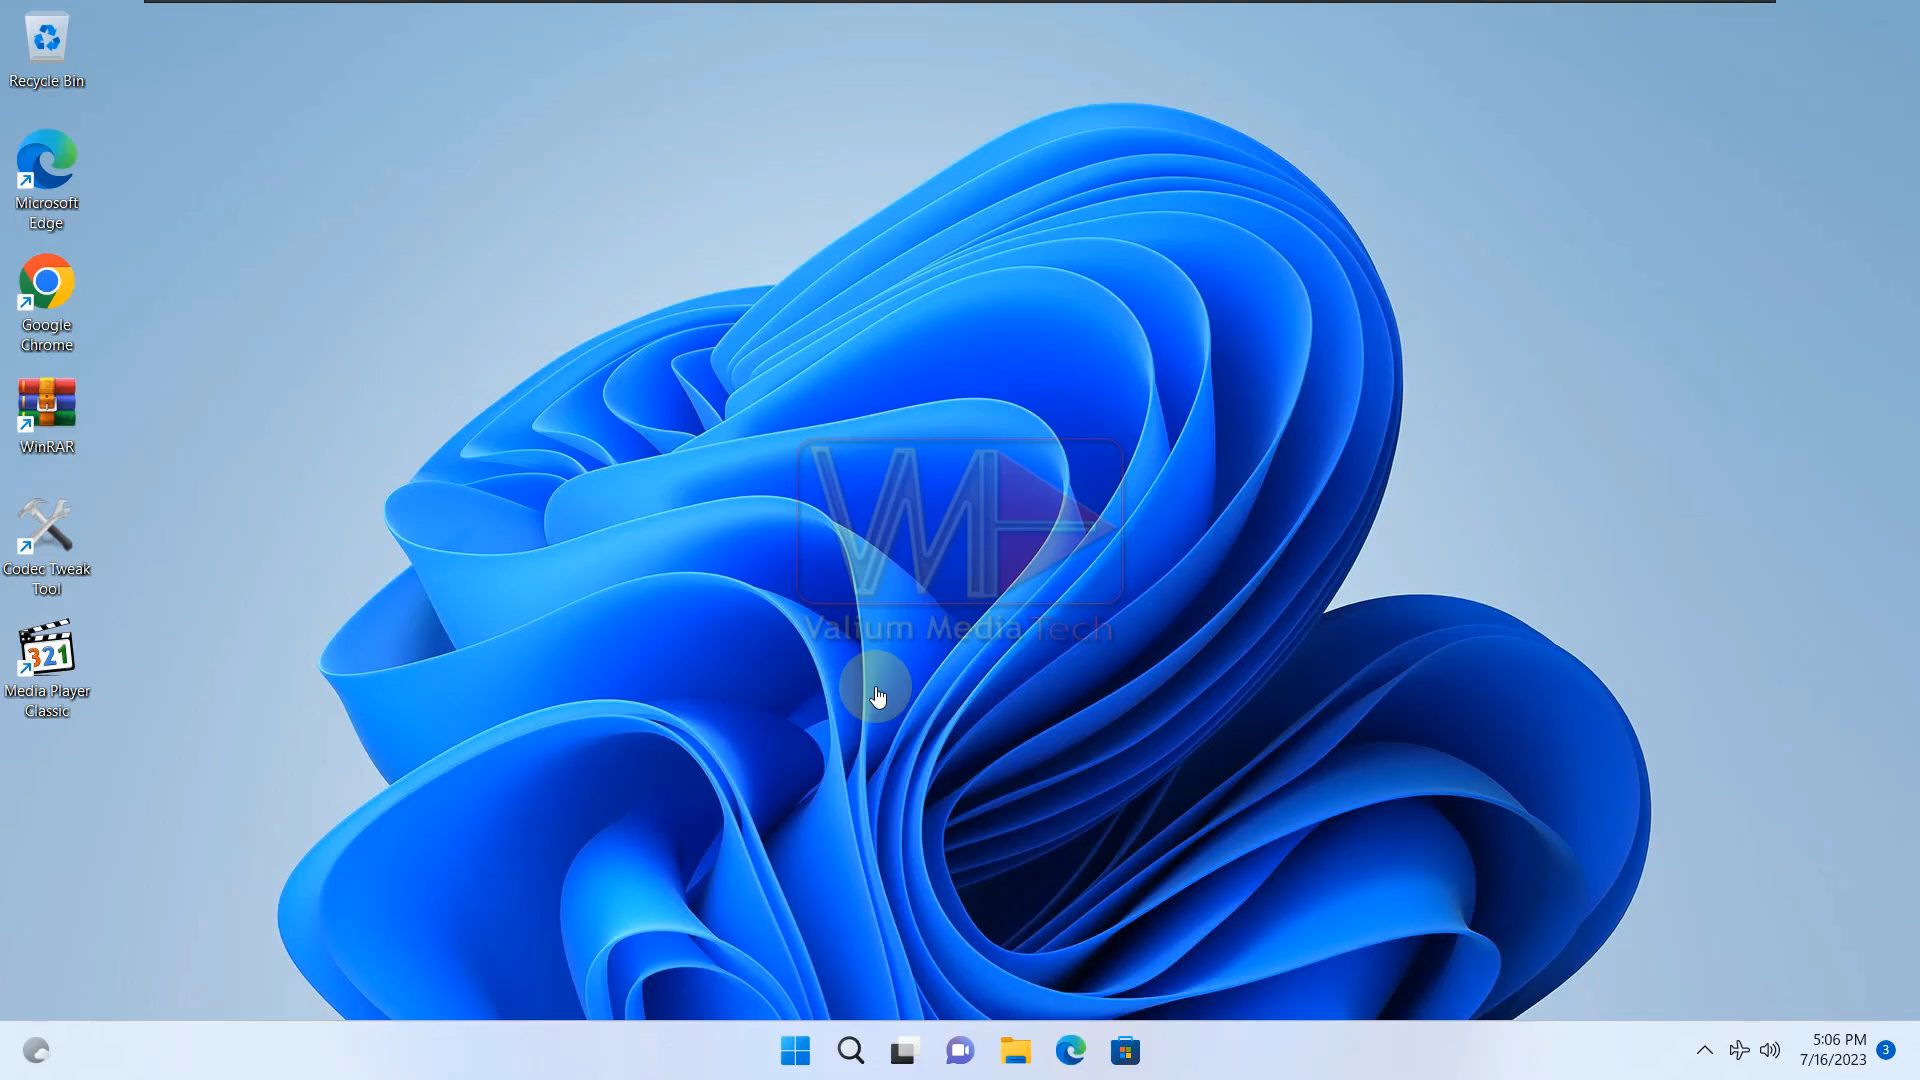 Recycle Bin
Microsoft
Edge
Google
Chrome
WinRAR
Codec Tweak
Tool
321
Media Player
Classic
Valium Media Tech
5:06 PM
7/16/2023
3